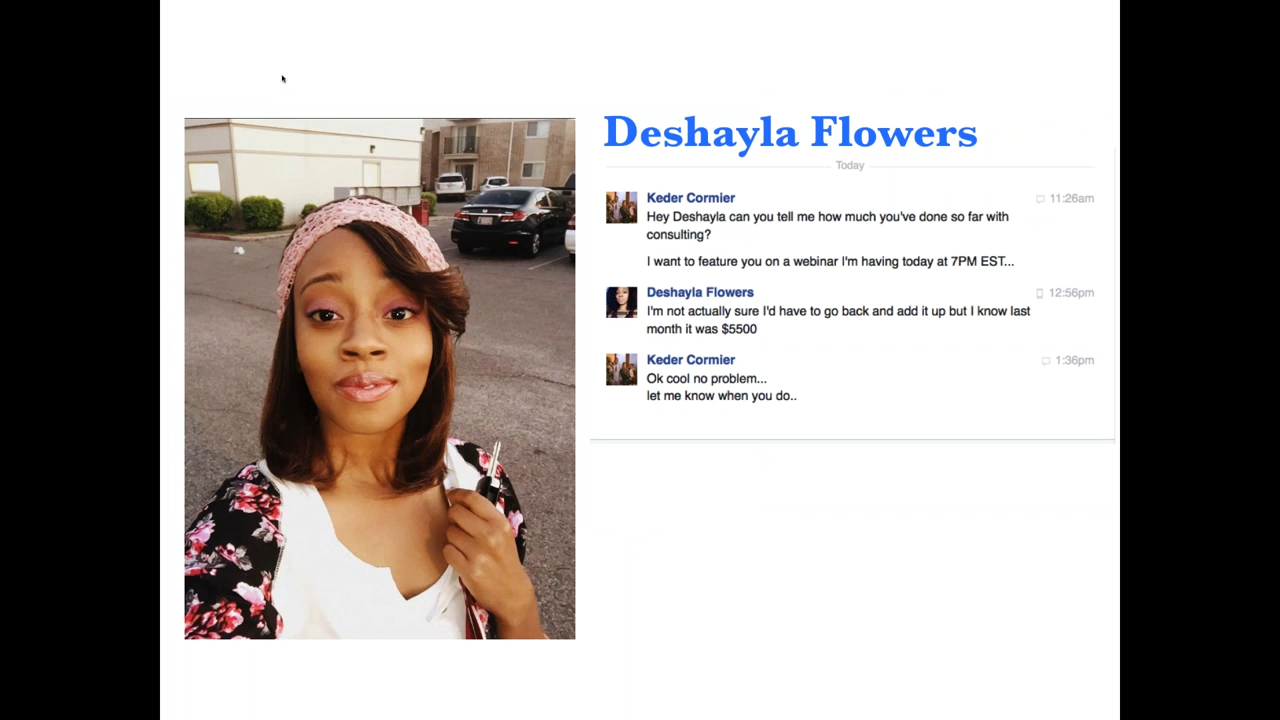 Deshayla Flowers
Today
Keder Cormier
11:26am
Hey Deshayla can you tell me how much you've done so far with
consulting?
I want to feature you on a webinar I'm having today at 7PM EST...
Deshayla Flowers
12:56pm
I'm not actually sure I'd have to go back and add it up but I know last
month it was $5500
Keder Cormier
1:36pm
Ok cool no problem...
let me know when you do..